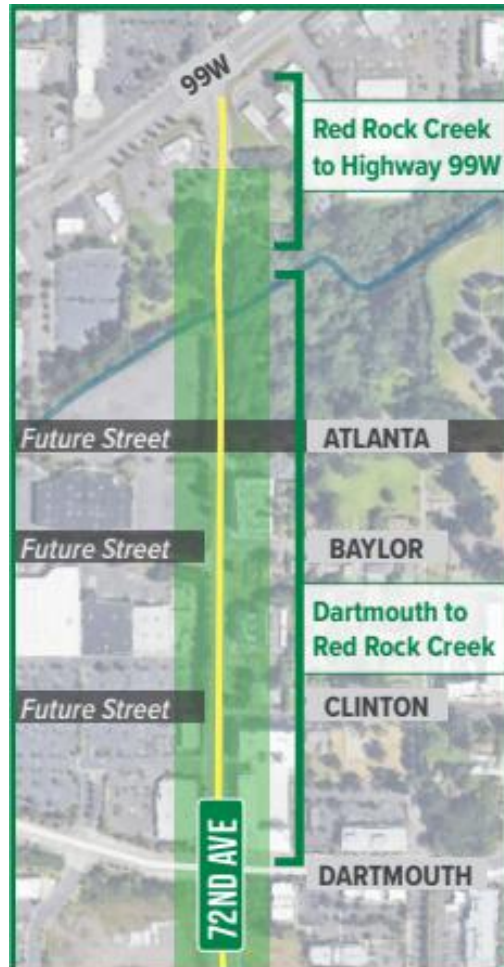 99W
Red Rock Creek
to Highway 99W
Future Street
ATLANTA
Future Street
BAYLOR
Dartmouth to
Red Rock Creek
Future Street
CLINTON
72ND AVE
DARTMOUTH